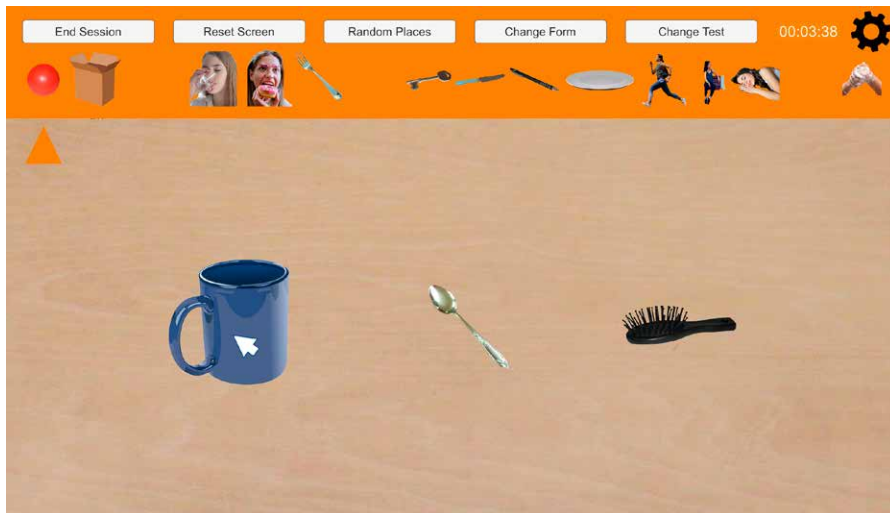 End Session
Reset Screen
Random Places
Change Form
Change Test
00:03:38